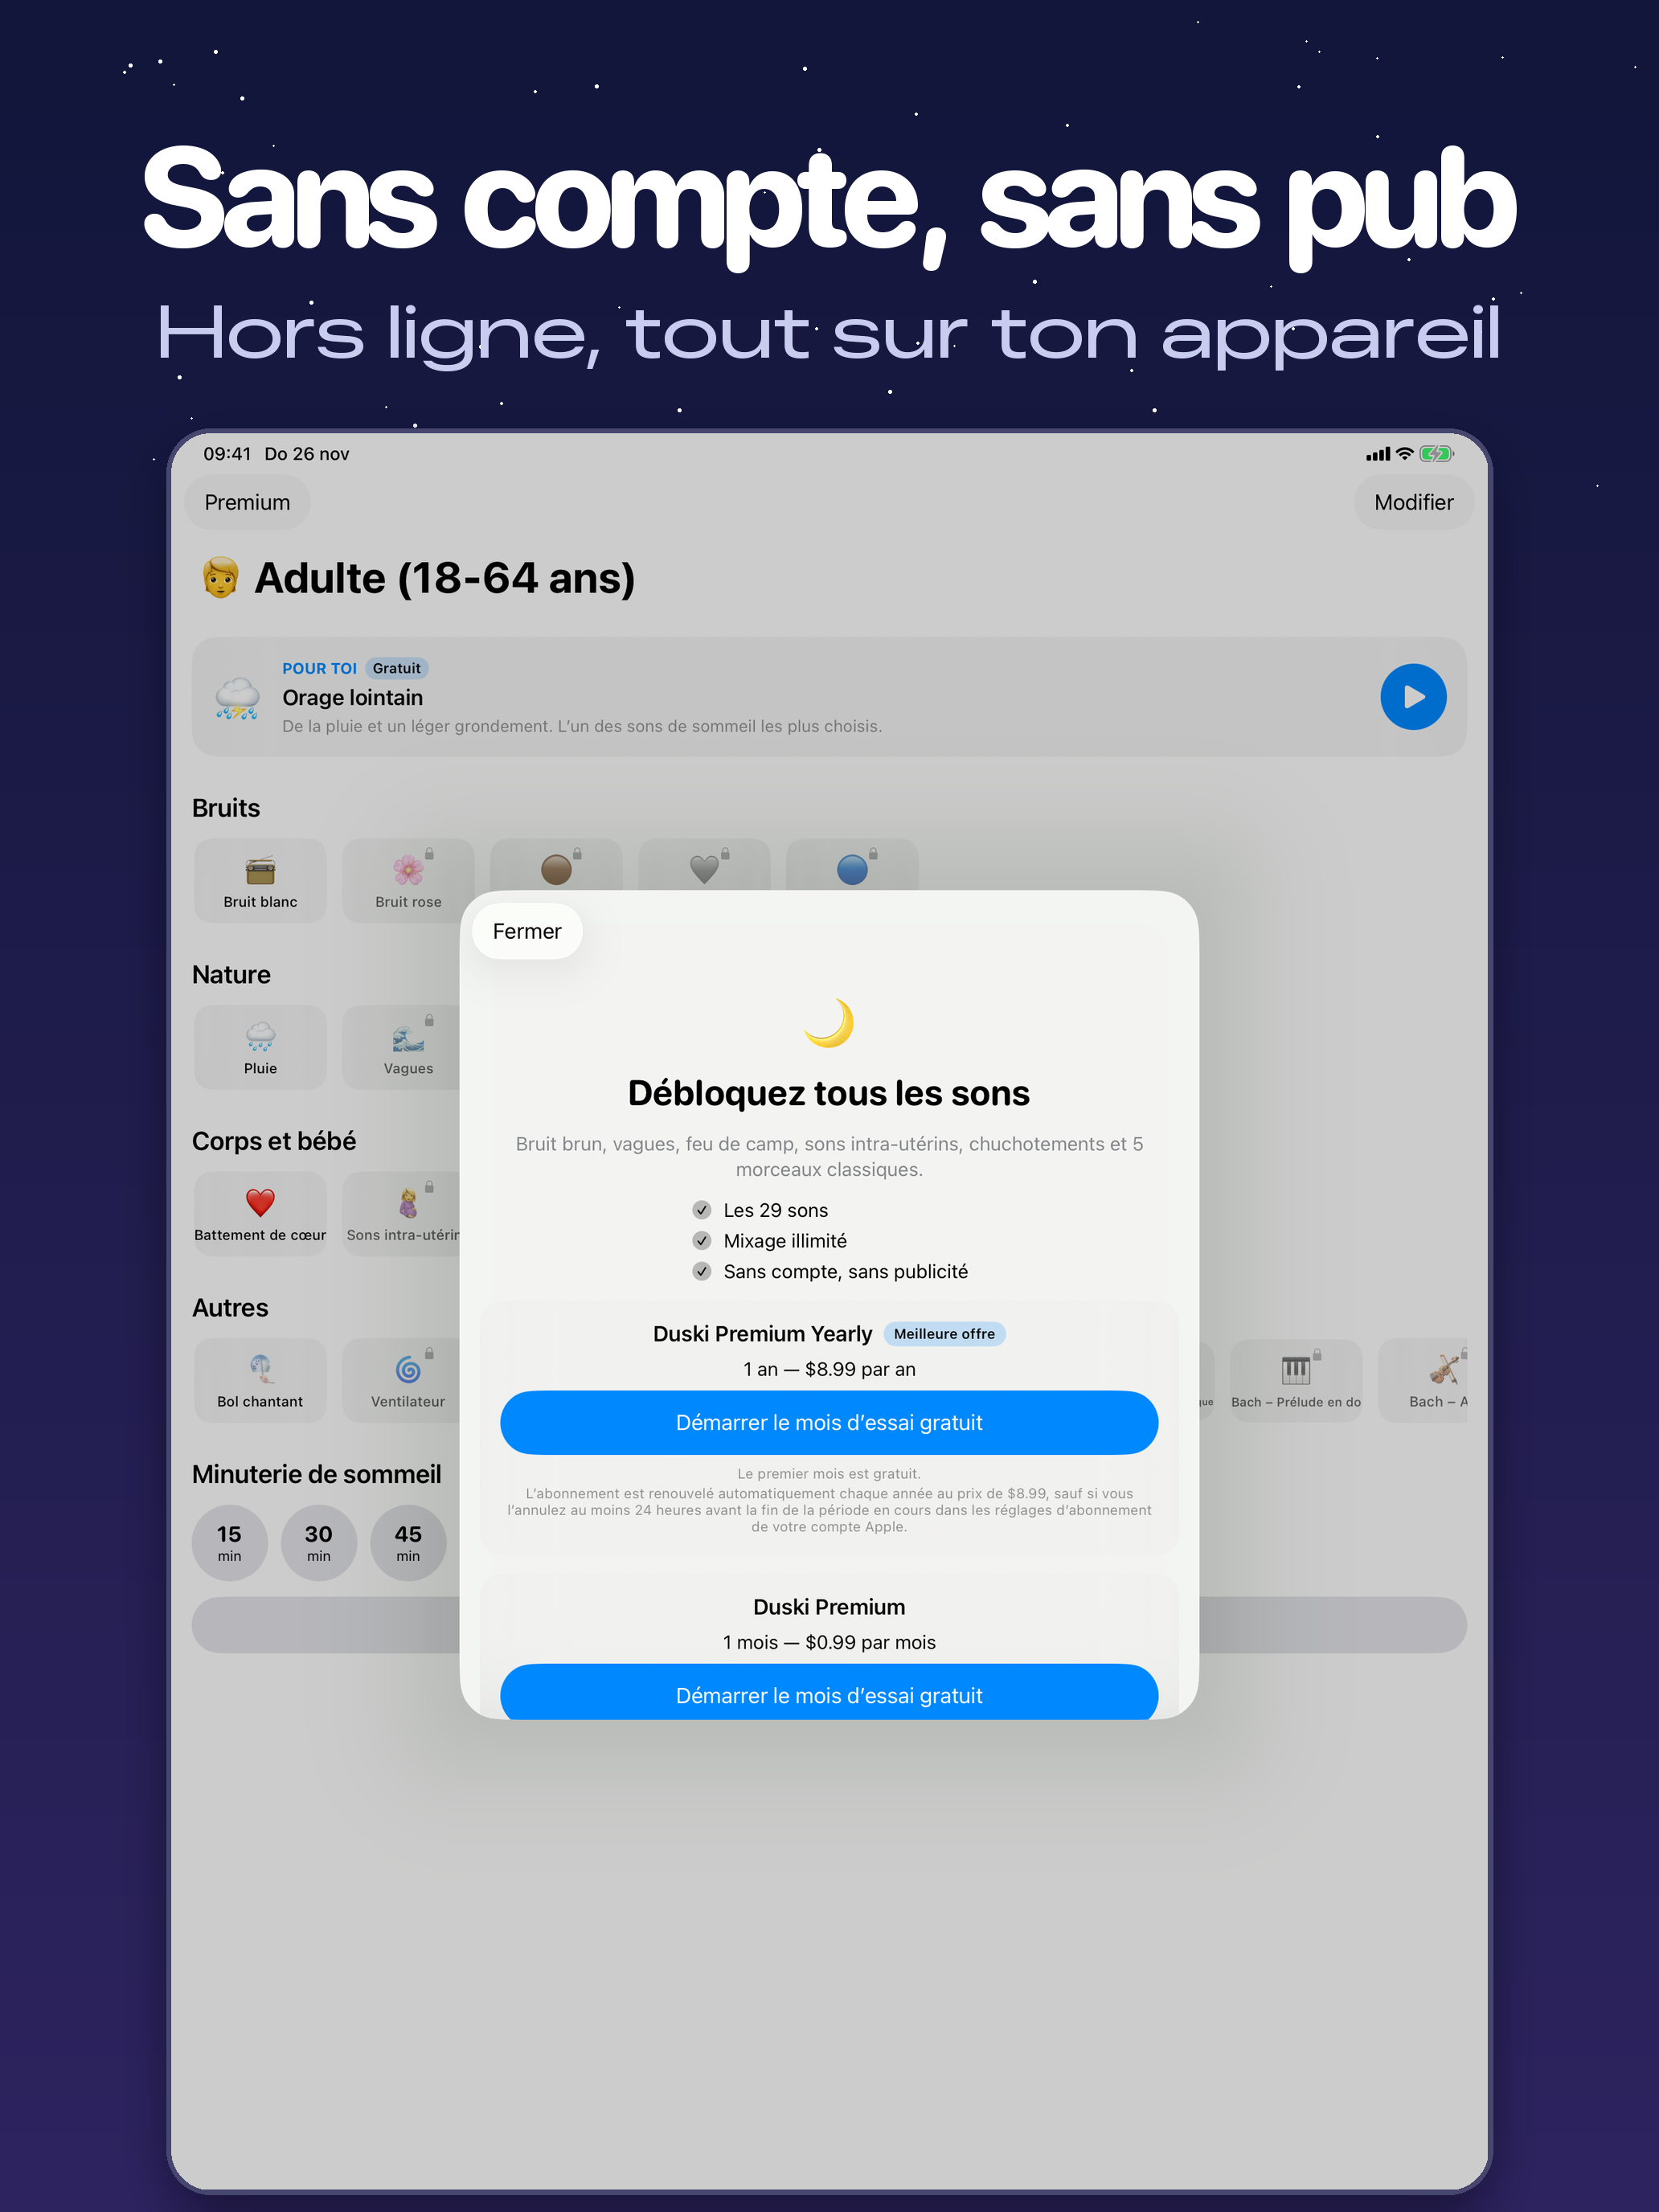 Sans compte, sans pub
Hors ligne, tout sur ton appareil
09:41 Do 26 nov
Premium
Modifier
Adulte (18-64 ans)
POUR TOI Gratuit
Orage lointain
De la pluie et un léger grondement. L’un des sons de sommeil les plus choisis.
Bruits
Bruit blanc
Bruit rose
Nature
Pluie
Vagues
Corps et bébé
Battement de cœur
Sons intra-utérin
Autres
Bol chantant
Ventilateur
Bach – Prélude en do
Bach – A
Minuterie de sommeil
15 min
30 min
45 min
Fermer
Débloquez tous les sons
Bruit brun, vagues, feu de camp, sons intra-utérins, chuchotements et 5
morceaux classiques.
Les 29 sons
Mixage illimité
Sans compte, sans publicité
Duski Premium Yearly Meilleure offre
1 an — $8.99 par an
Démarrer le mois d’essai gratuit
Le premier mois est gratuit.
L’abonnement est renouvelé automatiquement chaque année au prix de $8.99, sauf si vous
l’annulez au moins 24 heures avant la fin de la période en cours dans les réglages d’abonnement
de votre compte Apple.
Duski Premium
1 mois — $0.99 par mois
Démarrer le mois d’essai gratuit